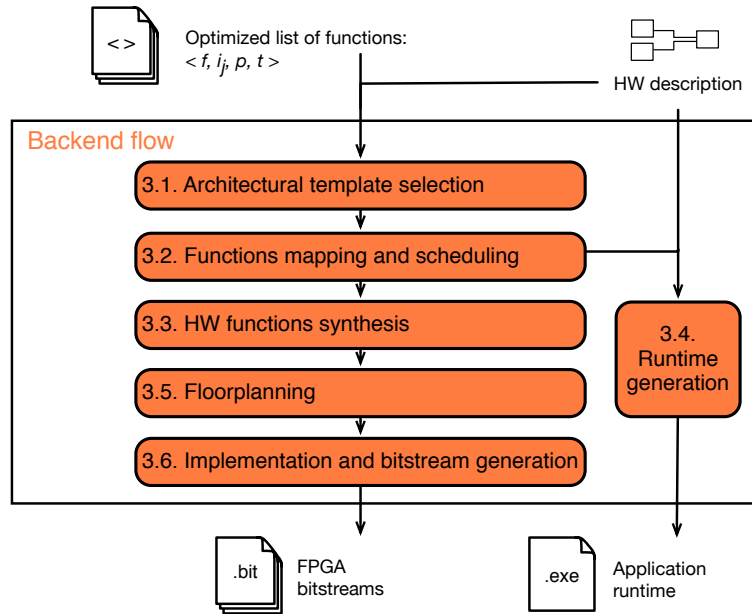 < >
Optimized list of functions:
< f, i_j, p, t >
HW description
Backend flow
3.1. Architectural template selection
3.2. Functions mapping and scheduling
3.3. HW functions synthesis
3.4.
Runtime
generation
3.5. Floorplanning
3.6. Implementation and bitstream generation
.bit
FPGA
bitstreams
.exe
Application
runtime